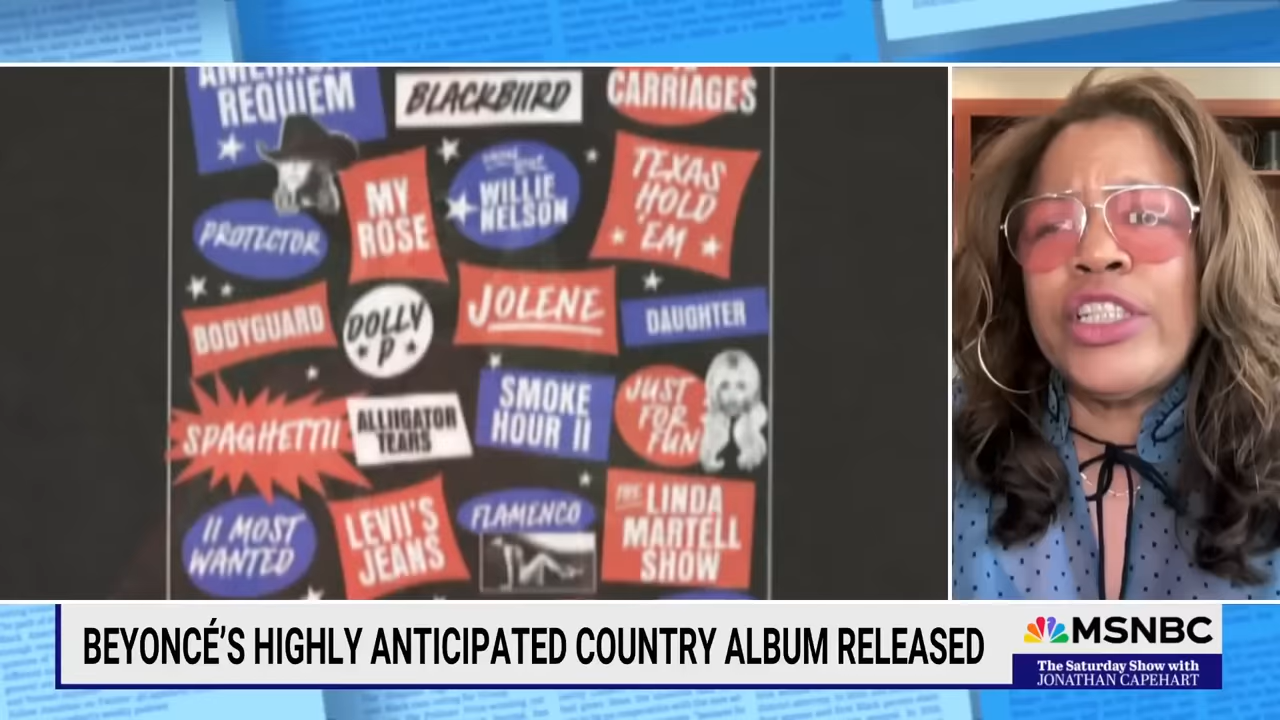 AMERICAN
REQUIEM
BLACKBIIRD
CARRIAGES
PROTECTOR
MY
ROSE
WILLIE
NELSON
TEXAS
HOLD
'EM
BODYGUARD
DOLLY
P
JOLENE
DAUGHTER
SPAGHETTII
ALLIIGATOR
TEARS
SMOKE
HOUR II
JUST
FOR
FUN
II MOST
WANTED
LEVII'S
JEANS
FLAMENCO
THE LINDA
MARTELL
SHOW
BEYONCÉ'S HIGHLY ANTICIPATED COUNTRY ALBUM RELEASED
MSNBC
The Saturday Show with
JONATHAN CAPEHART